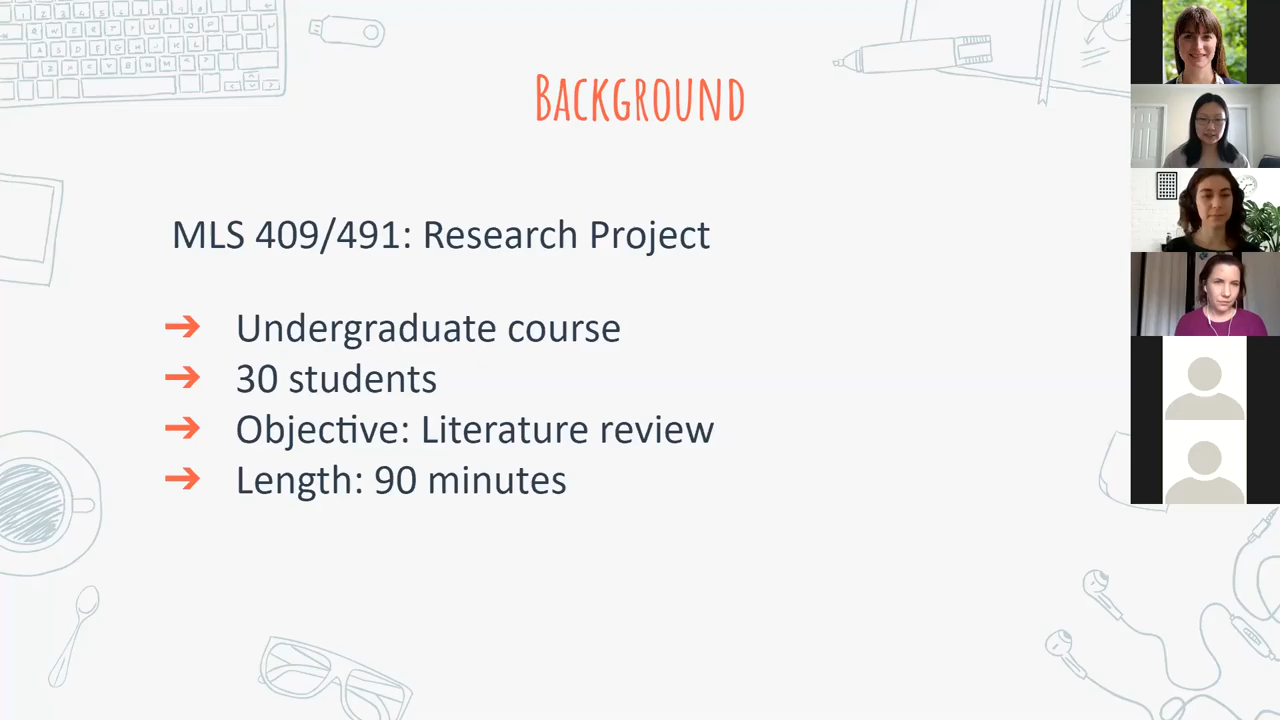 Background
MLS 409/491: Research Project
➔ Undergraduate course
➔ 30 students
➔ Objective: Literature review
➔ Length: 90 minutes